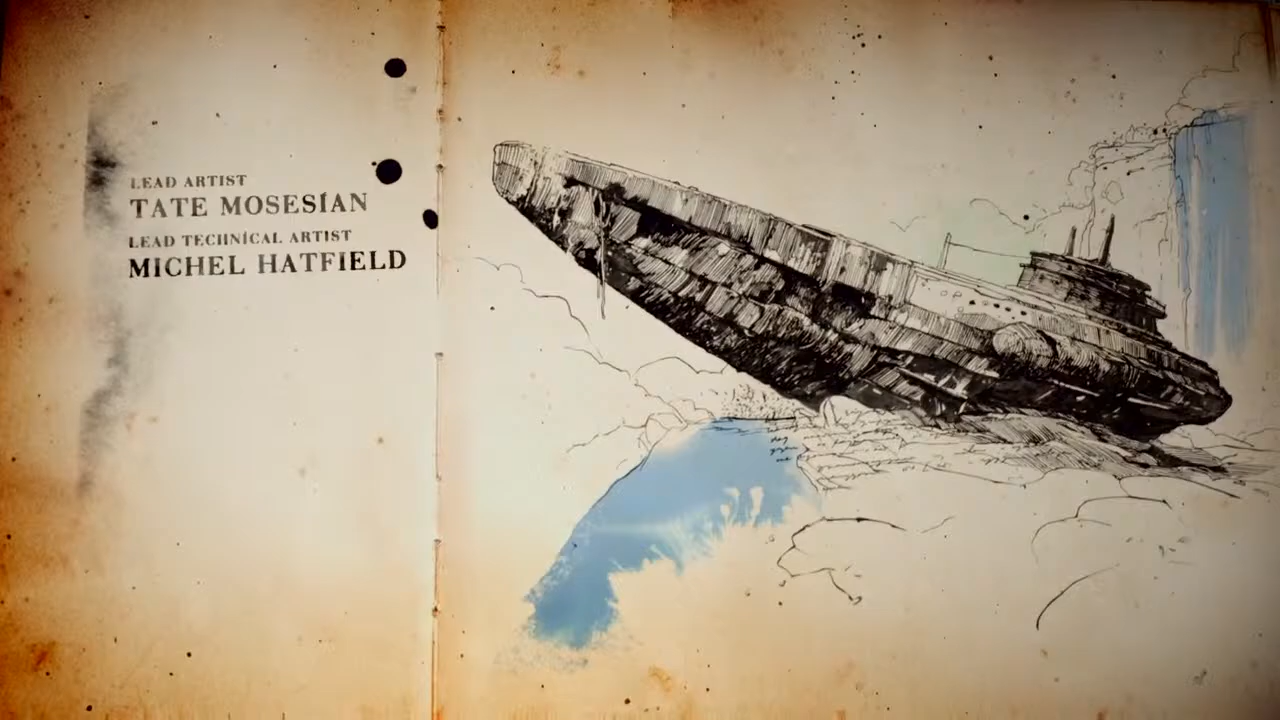 LEAD ARTIST
TATE MOSESIAN
LEAD TECHNICAL ARTIST
MICHEL HATFIELD